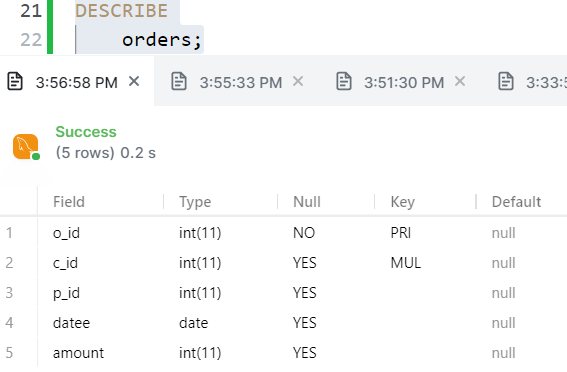 21 DESCRIBE
22 orders;
3:56:58 PM × 3:55:33 PM × 3:51:30 PM × 3:33:5
Success
(5 rows) 0.2 s
Field Type Null Key Default
1 o_id int(11) NO PRI null
2 c_id int(11) YES MUL null
3 p_id int(11) YES null
4 datee date YES null
5 amount int(11) YES null